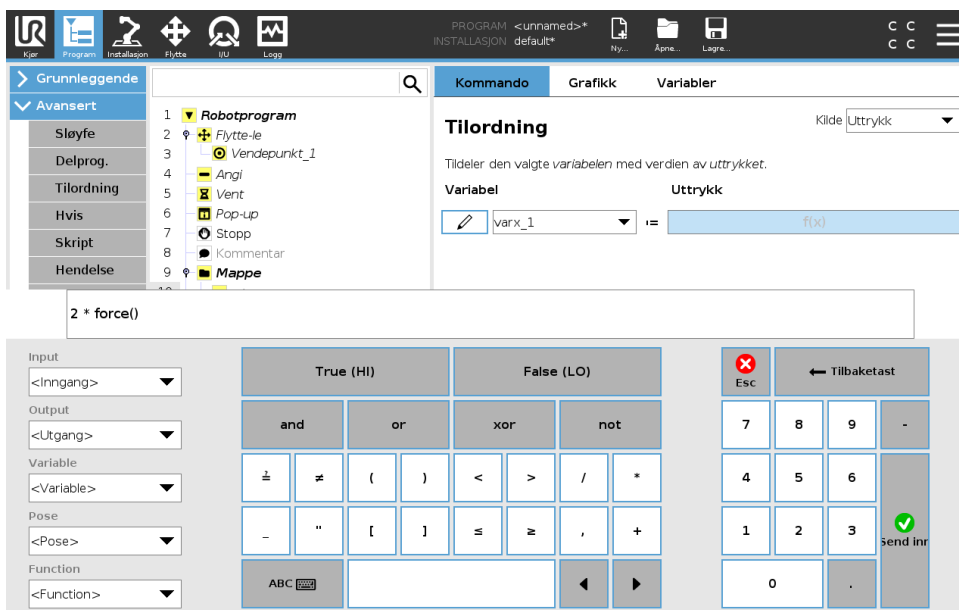 PROGRAM <unnamed>*
INSTALLASJON default*
Kjør Program Installasjon Flytte I/U Logg
Ny... Åpne... Lagre...
C C
C C
Grunnleggende
Avansert
Sløyfe
Delprog.
Tilordning
Hvis
Skript
Hendelse
1 Robotprogram
2 Flytte-le
3 Vendepunkt_1
4 Angi
5 Vent
6 Pop-up
7 Stopp
8 Kommentar
9 Mappe
Kommando Grafikk Variabler
Tilordning
Kilde Uttrykk
Tildeler den valgte variabelen med verdien av uttrykket.
Variabel Uttrykk
varx_1 := f(x)
2 * force()
Input
<Inngang>
Output
<Utgang>
Variable
<Variable>
Pose
<Pose>
Function
<Function>
True (HI) False (LO)
and or xor not
≟ ≠ ( ) < > / *
_ " [ ] ≤ ≥ , +
ABC
Esc Tilbaketast
7 8 9 -
4 5 6
1 2 3 Send inr
0 .